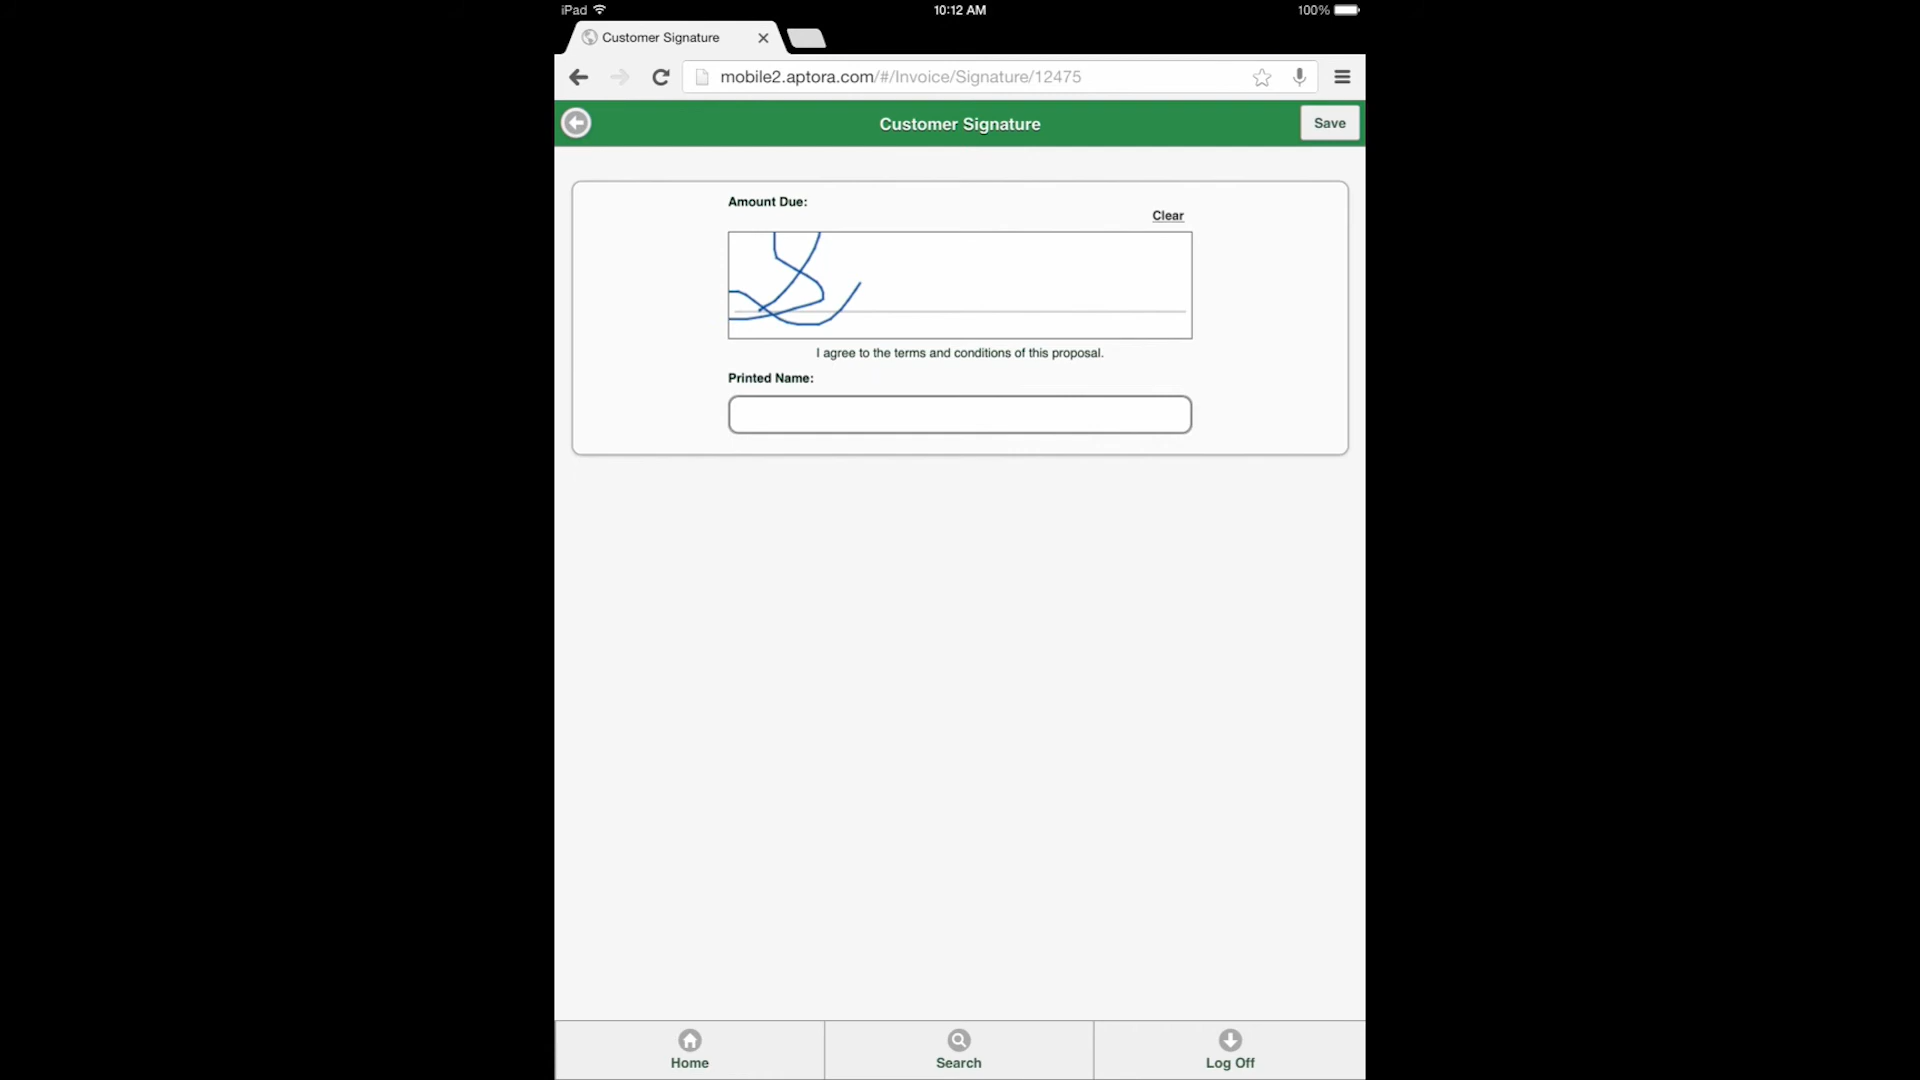 iPad 10:12 AM 100%
Customer Signature
mobile2.aptora.com/#/Invoice/Signature/12475
Customer Signature Save
Amount Due:
Clear
I agree to the terms and conditions of this proposal.
Printed Name:
Home Search Log Off